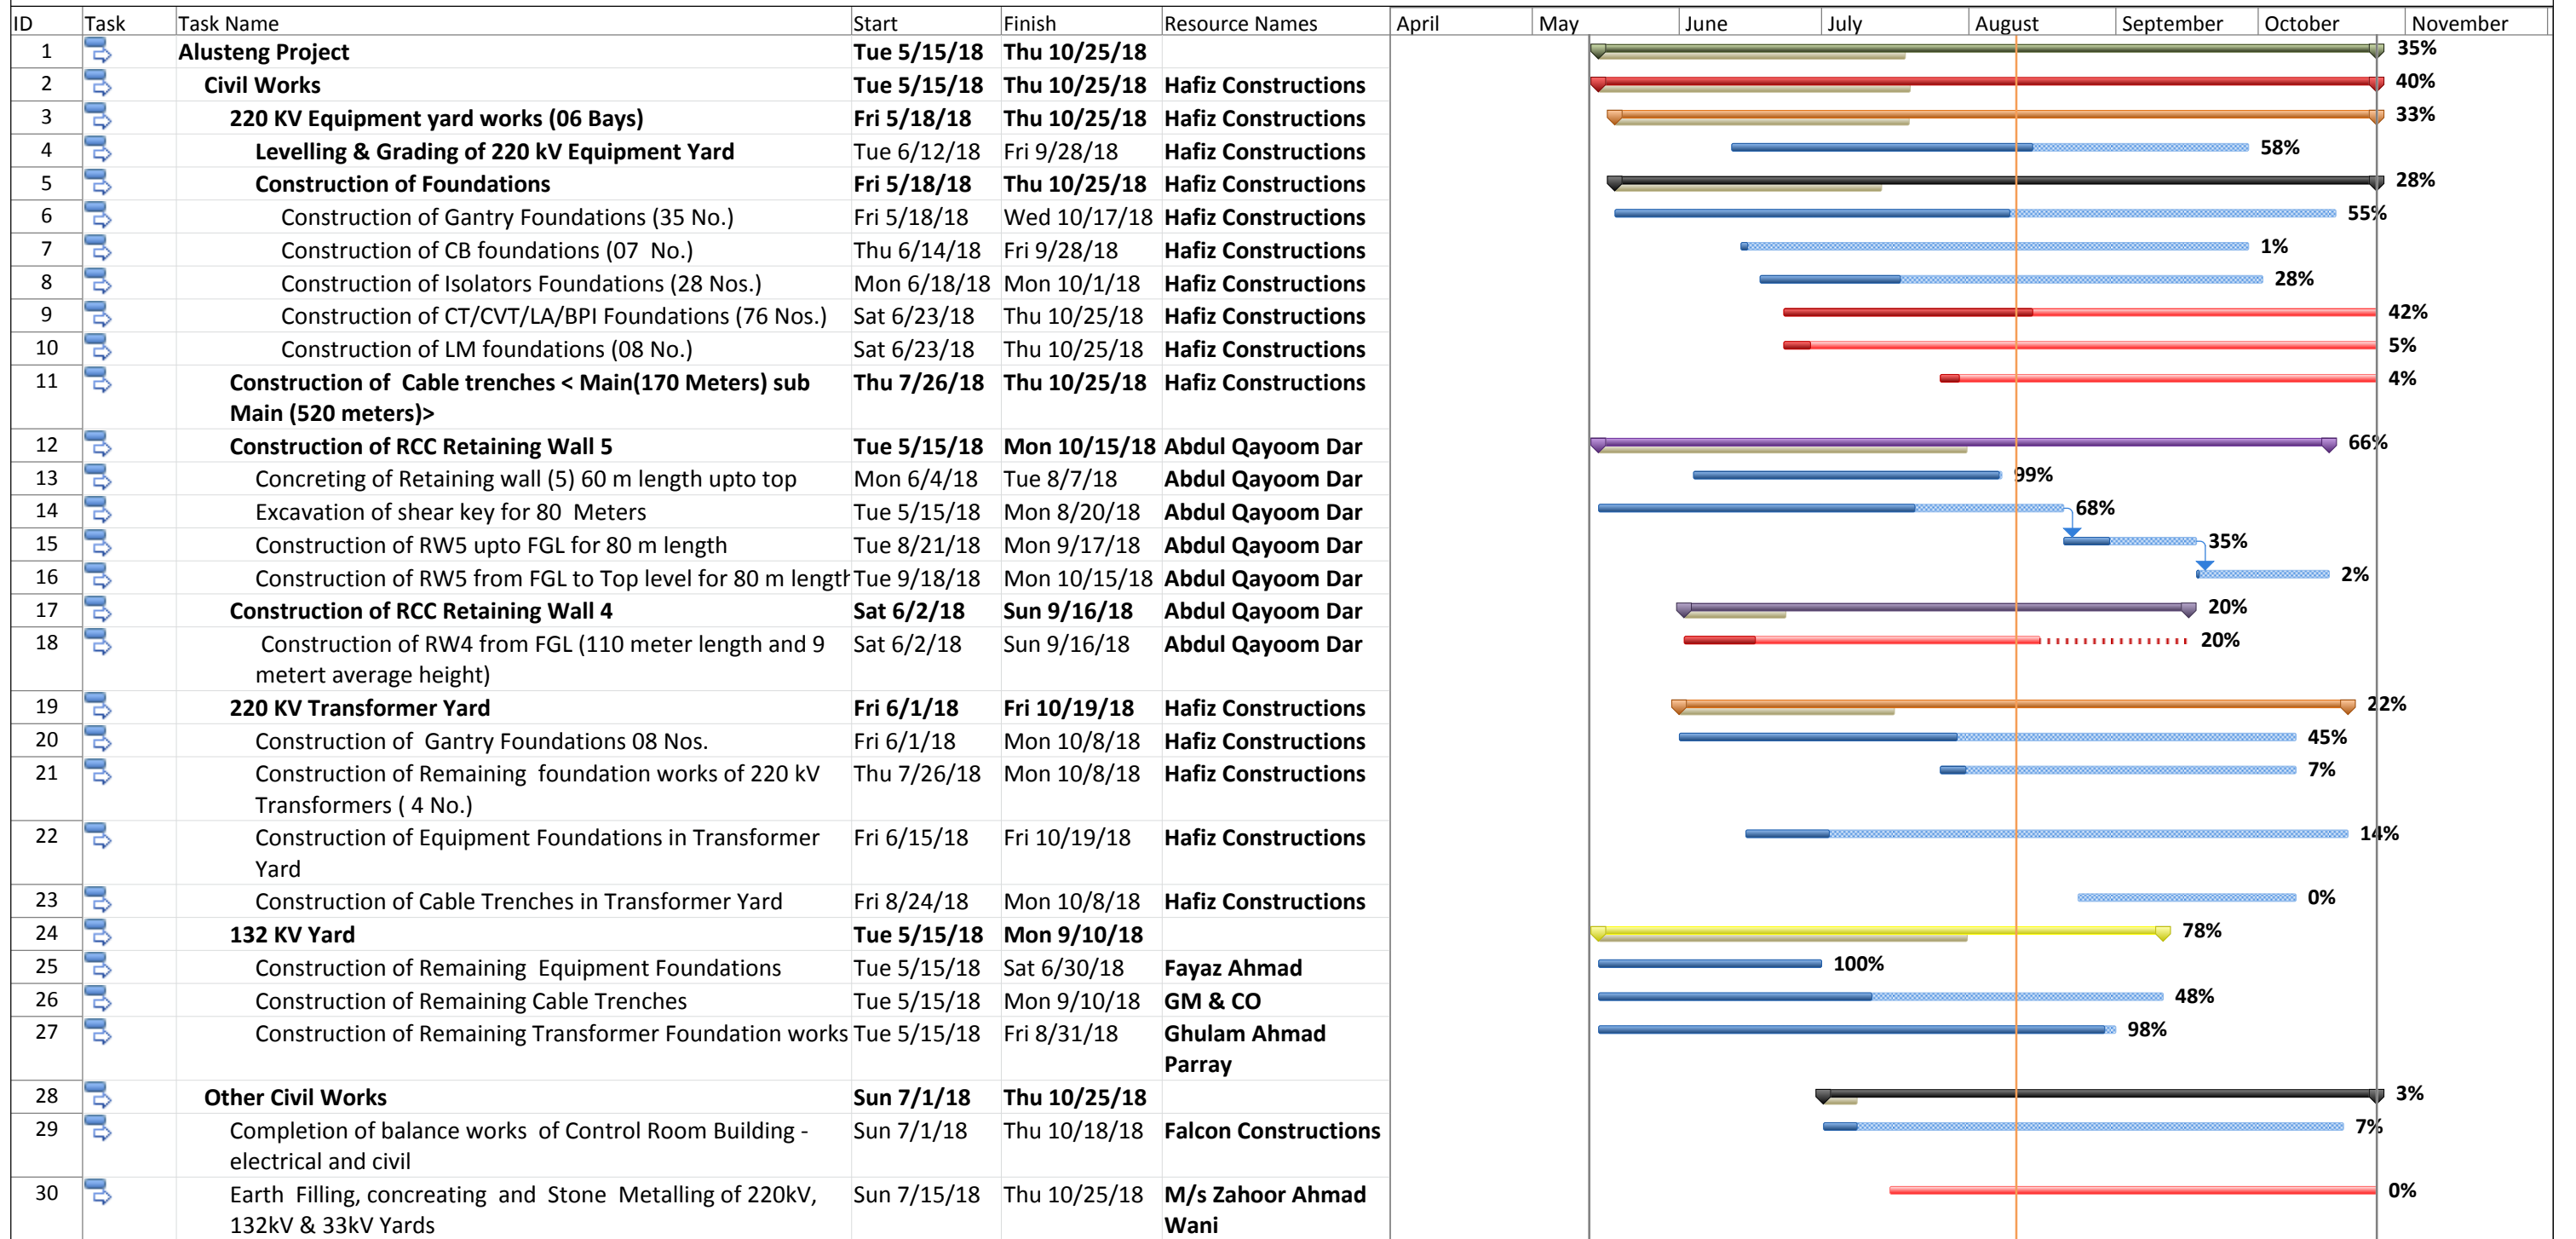 ID Task Task Name Start Finish Resource Names April May June July August September October November
1 Alusteng Project Tue 5/15/18 Thu 10/25/18 35%
2 Civil Works Tue 5/15/18 Thu 10/25/18 Hafiz Constructions 40%
3 220 KV Equipment yard works (06 Bays) Fri 5/18/18 Thu 10/25/18 Hafiz Constructions 33%
4 Levelling & Grading of 220 kV Equipment Yard Tue 6/12/18 Fri 9/28/18 Hafiz Constructions 58%
5 Construction of Foundations Fri 5/18/18 Thu 10/25/18 Hafiz Constructions 28%
6 Construction of Gantry Foundations (35 No.) Fri 5/18/18 Wed 10/17/18 Hafiz Constructions 55%
7 Construction of CB foundations (07 No.) Thu 6/14/18 Fri 9/28/18 Hafiz Constructions 1%
8 Construction of Isolators Foundations (28 Nos.) Mon 6/18/18 Mon 10/1/18 Hafiz Constructions 28%
9 Construction of CT/CVT/LA/BPI Foundations (76 Nos.) Sat 6/23/18 Thu 10/25/18 Hafiz Constructions 42%
10 Construction of LM foundations (08 No.) Sat 6/23/18 Thu 10/25/18 Hafiz Constructions 5%
11 Construction of Cable trenches < Main(170 Meters) sub Thu 7/26/18 Thu 10/25/18 Hafiz Constructions 4%
Main (520 meters)>
12 Construction of RCC Retaining Wall 5 Tue 5/15/18 Mon 10/15/18 Abdul Qayoom Dar 66%
13 Concreting of Retaining wall (5) 60 m length upto top Mon 6/4/18 Tue 8/7/18 Abdul Qayoom Dar 99%
14 Excavation of shear key for 80 Meters Tue 5/15/18 Mon 8/20/18 Abdul Qayoom Dar 68%
15 Construction of RW5 upto FGL for 80 m length Tue 8/21/18 Mon 9/17/18 Abdul Qayoom Dar 35%
16 Construction of RW5 from FGL to Top level for 80 m length Tue 9/18/18 Mon 10/15/18 Abdul Qayoom Dar 2%
17 Construction of RCC Retaining Wall 4 Sat 6/2/18 Sun 9/16/18 Abdul Qayoom Dar 20%
18 Construction of RW4 from FGL (110 meter length and 9 Sat 6/2/18 Sun 9/16/18 Abdul Qayoom Dar 20%
metert average height)
19 220 KV Transformer Yard Fri 6/1/18 Fri 10/19/18 Hafiz Constructions 22%
20 Construction of Gantry Foundations 08 Nos. Fri 6/1/18 Mon 10/8/18 Hafiz Constructions 45%
21 Construction of Remaining foundation works of 220 kV Thu 7/26/18 Mon 10/8/18 Hafiz Constructions 7%
Transformers ( 4 No.)
22 Construction of Equipment Foundations in Transformer Fri 6/15/18 Fri 10/19/18 Hafiz Constructions 14%
Yard
23 Construction of Cable Trenches in Transformer Yard Fri 8/24/18 Mon 10/8/18 Hafiz Constructions 0%
24 132 KV Yard Tue 5/15/18 Mon 9/10/18 78%
25 Construction of Remaining Equipment Foundations Tue 5/15/18 Sat 6/30/18 Fayaz Ahmad 100%
26 Construction of Remaining Cable Trenches Tue 5/15/18 Mon 9/10/18 GM & CO 48%
27 Construction of Remaining Transformer Foundation works Tue 5/15/18 Fri 8/31/18 Ghulam Ahmad 98%
Parray
28 Other Civil Works Sun 7/1/18 Thu 10/25/18 3%
29 Completion of balance works of Control Room Building - Sun 7/1/18 Thu 10/18/18 Falcon Constructions 7%
electrical and civil
30 Earth Filling, concreating and Stone Metalling of 220kV, Sun 7/15/18 Thu 10/25/18 M/s Zahoor Ahmad 0%
132kV & 33kV Yards Wani